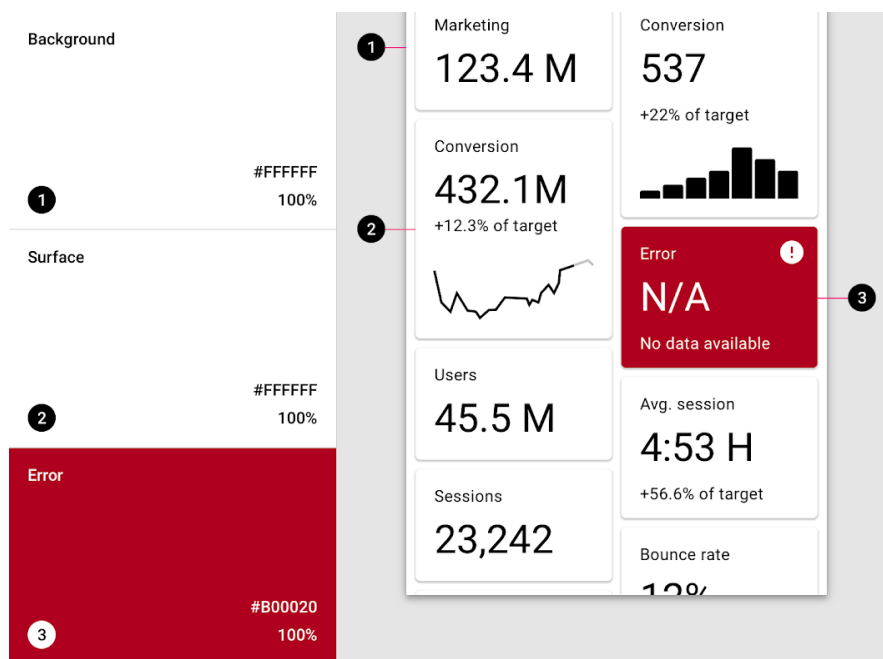 Background
#FFFFFF
1
100%
Surface
#FFFFFF
2
100%
Error
#B00020
3
100%
1
Marketing
123.4 M
Conversion
432.1M
2
+12.3% of target
Users
45.5 M
Sessions
23,242
Conversion
537
+22% of target
Error
!
N/A
3
No data available
Avg. session
4:53 H
+56.6% of target
Bounce rate
12%